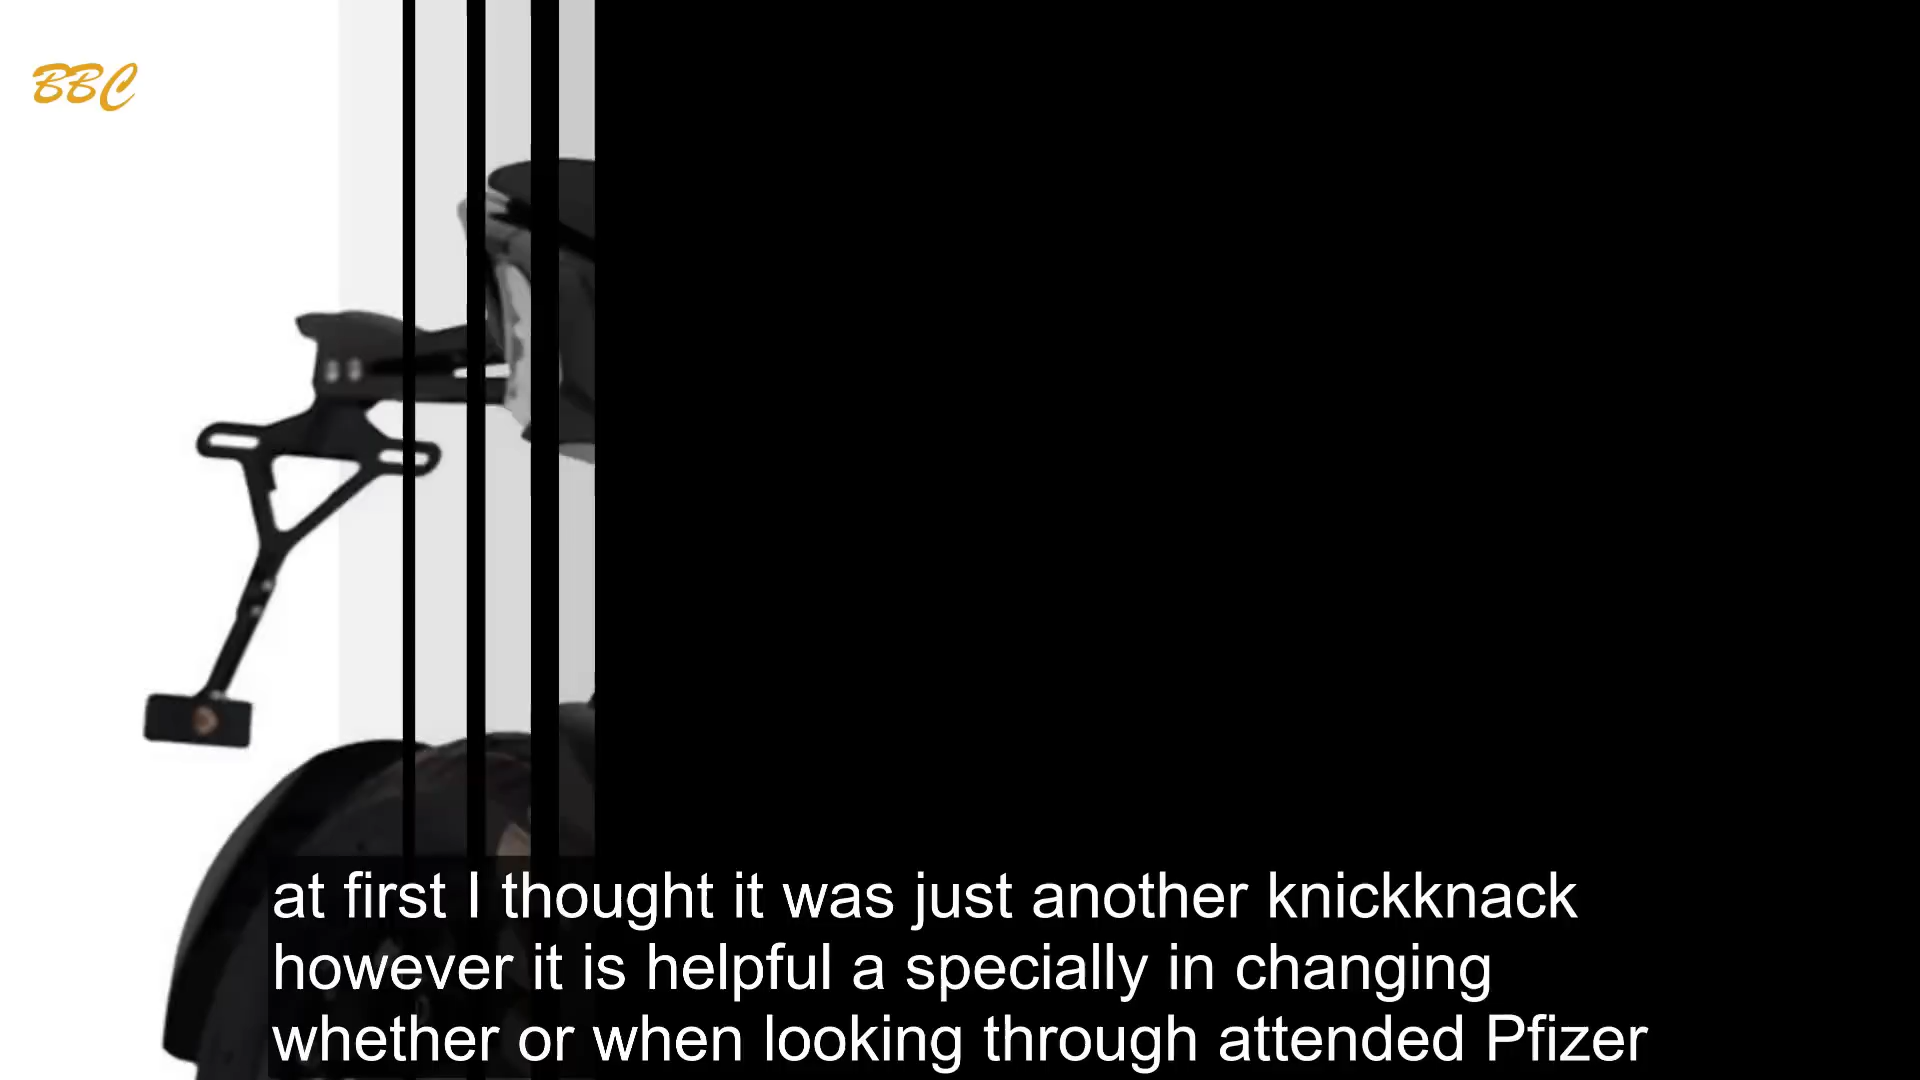 BBC
at first I thought it was just another knickknack
however it is helpful a specially in changing
whether or when looking through attended Pfizer